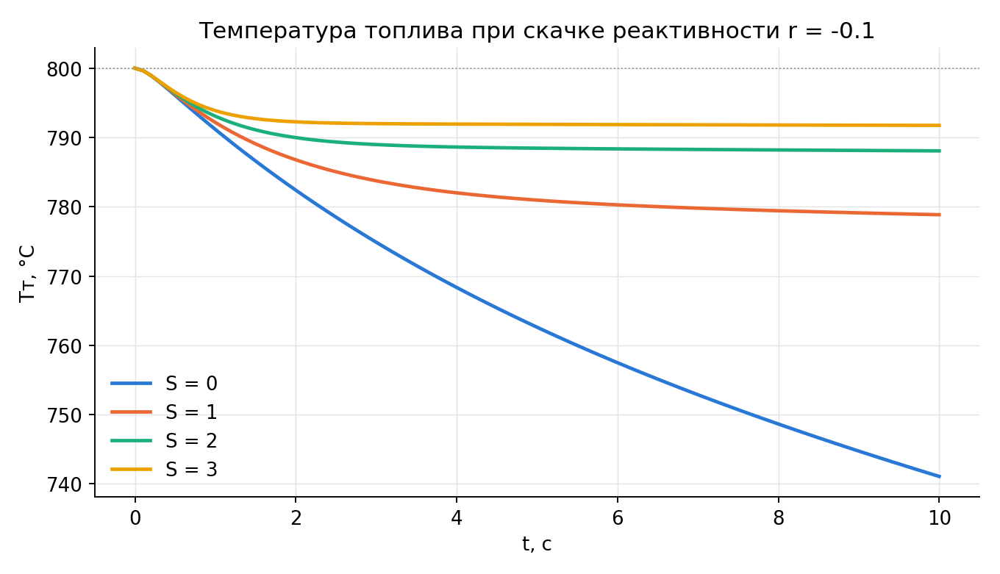 Температура топлива при скачке реактивности r = -0.1
Tт, °C
800
790
780
770
760
750
740
S = 0
S = 1
S = 2
S = 3
0 2 4 6 8 10
t, с